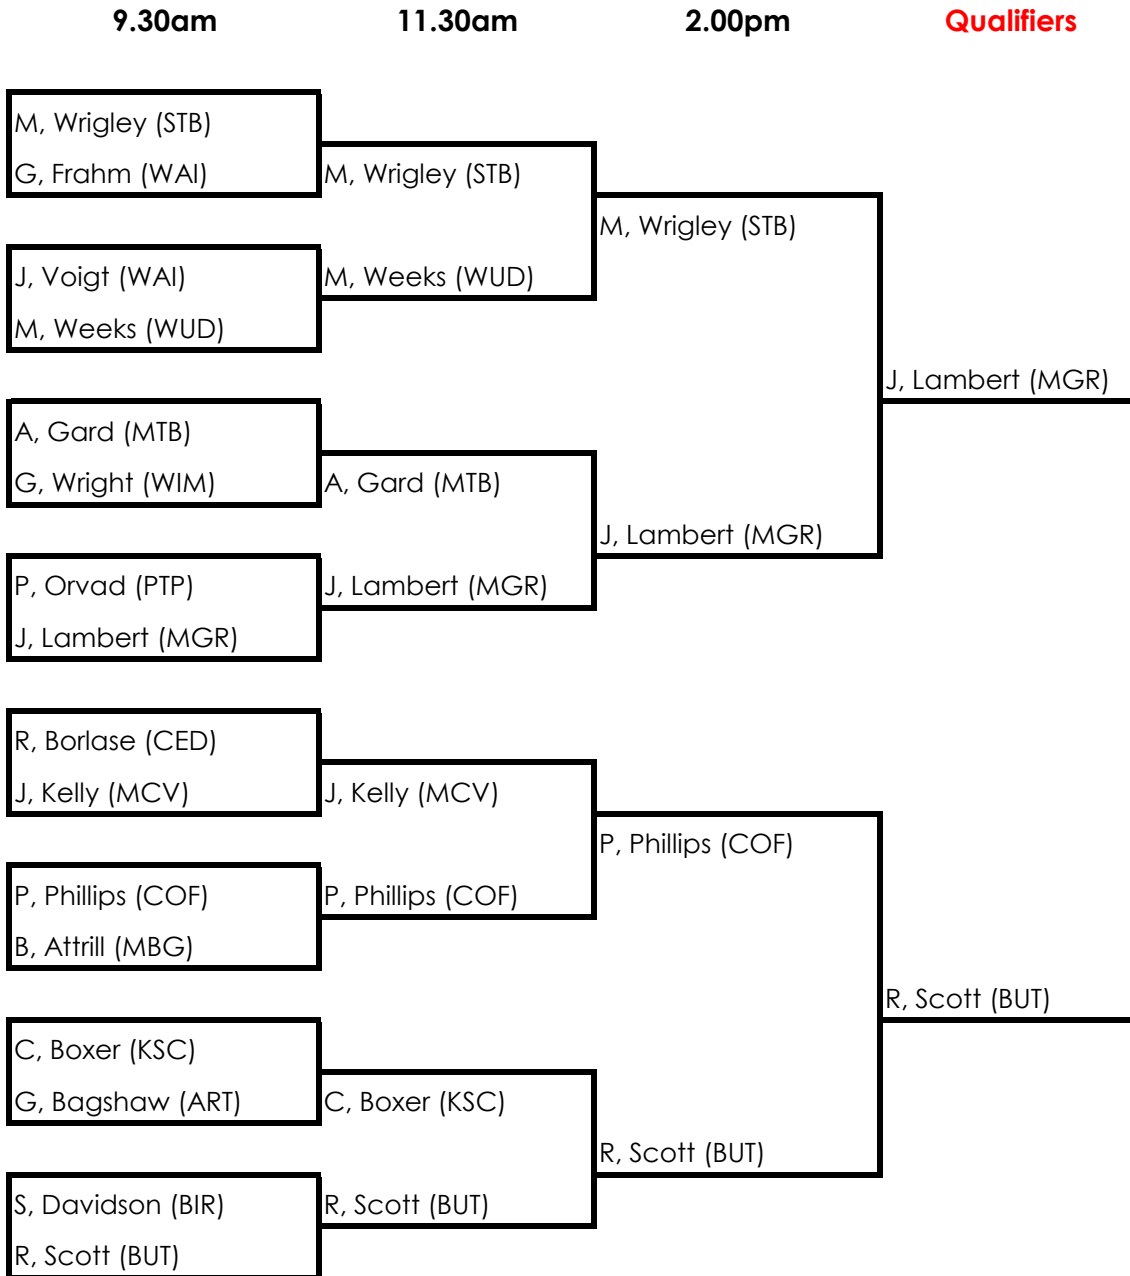 9.30am 11.30am 2.00pm Qualifiers
M, Wrigley (STB)
G, Frahm (WAI)
J, Voigt (WAI)
M, Weeks (WUD)
A, Gard (MTB)
G, Wright (WIM)
P, Orvad (PTP)
J, Lambert (MGR)
R, Borlase (CED)
J, Kelly (MCV)
P, Phillips (COF)
B, Attrill (MBG)
C, Boxer (KSC)
G, Bagshaw (ART)
S, Davidson (BIR)
R, Scott (BUT)
M, Wrigley (STB)
M, Weeks (WUD)
A, Gard (MTB)
J, Lambert (MGR)
J, Kelly (MCV)
P, Phillips (COF)
C, Boxer (KSC)
R, Scott (BUT)
M, Wrigley (STB)
J, Lambert (MGR)
P, Phillips (COF)
R, Scott (BUT)
J, Lambert (MGR)
R, Scott (BUT)